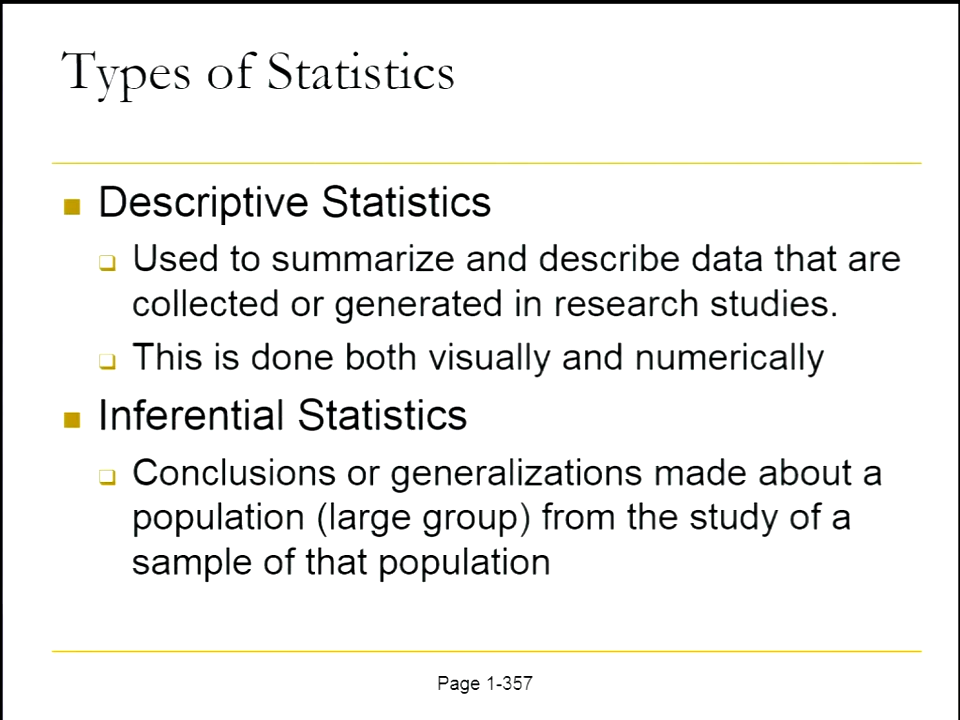 Types of Statistics
Descriptive Statistics
Used to summarize and describe data that are
collected or generated in research studies.
This is done both visually and numerically
Inferential Statistics
Conclusions or generalizations made about a
population (large group) from the study of a
sample of that population
Page 1-357